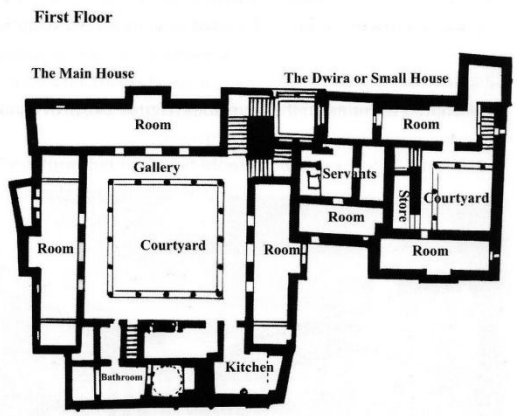 First Floor
The Main House
The Dwira or Small House
Room
Room
Gallery
Servants
Store
Courtyard
Room
Room
Courtyard
Room
Room
Kitchen
Bathroom